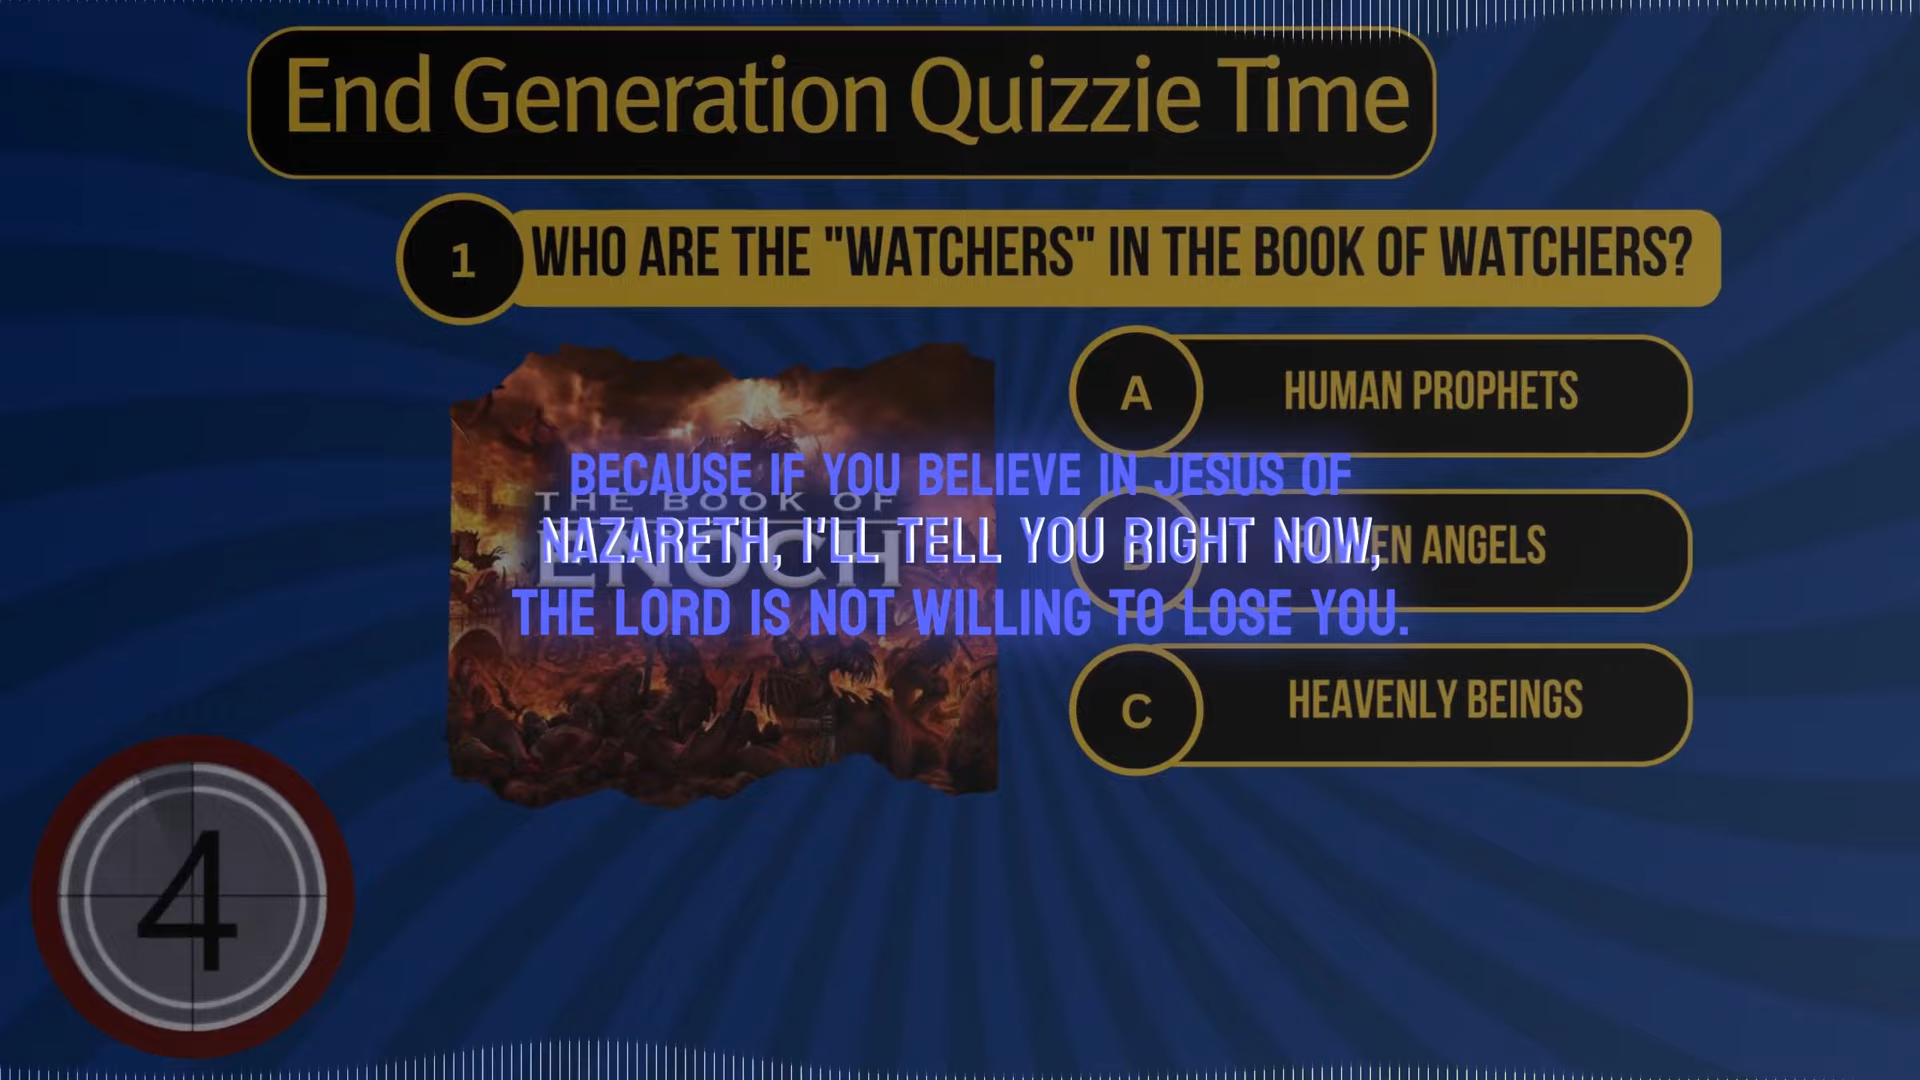 End Generation Quizzie Time
1
WHO ARE THE "WATCHERS" IN THE BOOK OF WATCHERS?
A
HUMAN PROPHETS
BECAUSE IF YOU BELIEVE IN JESUS OF
NAZARETH, I'LL TELL YOU RIGHT NOW,
THE LORD IS NOT WILLING TO LOSE YOU.
THE BOOK OF
ENOCH
B
ANGELS
C
HEAVENLY BEINGS
4